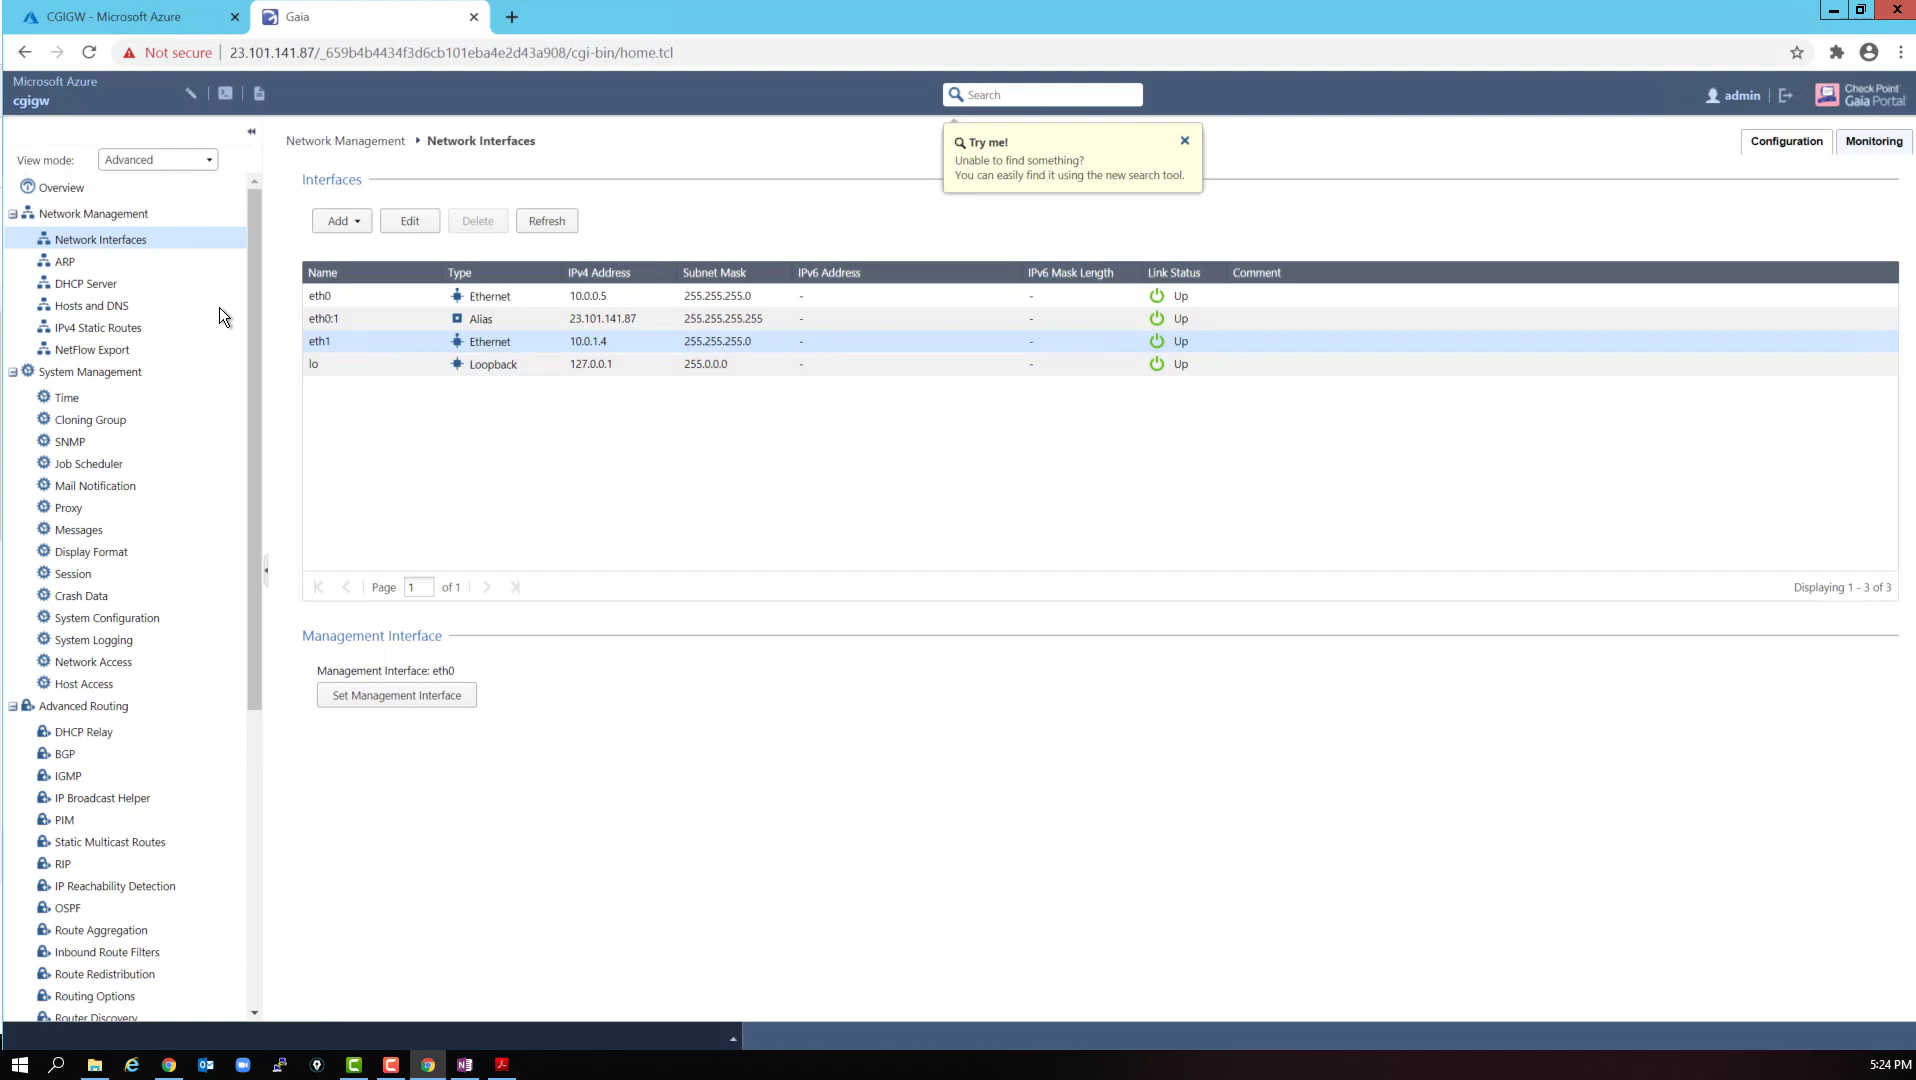 CGIGW - Microsoft Azure
Gaia
Not secure
23.101.141.87/_659b4b4434f3d6cb101eba4e2d43a908/cgi-bin/home.tcl
Microsoft Azure
cgigw
Search
admin
Check Point
Gaia Portal
Try me!
Unable to find something?
You can easily find it using the new search tool.
Network Management
Network Interfaces
Configuration
Monitoring
View mode:
Advanced
Overview
Network Management
Network Interfaces
ARP
DHCP Server
Hosts and DNS
IPv4 Static Routes
NetFlow Export
System Management
Time
Cloning Group
SNMP
Job Scheduler
Mail Notification
Proxy
Messages
Display Format
Session
Crash Data
System Configuration
System Logging
Network Access
Host Access
Advanced Routing
DHCP Relay
BGP
IGMP
IP Broadcast Helper
PIM
Static Multicast Routes
RIP
IP Reachability Detection
OSPF
Route Aggregation
Inbound Route Filters
Route Redistribution
Routing Options
Router Discovery
Interfaces
Add Edit Delete Refresh
Name Type IPv4 Address Subnet Mask IPv6 Address IPv6 Mask Length Link Status Comment
eth0 Ethernet 10.0.0.5 255.255.255.0 - - Up
eth0:1 Alias 23.101.141.87 255.255.255.255 - - Up
eth1 Ethernet 10.0.1.4 255.255.255.0 - - Up
lo Loopback 127.0.0.1 255.0.0.0 - - Up
Page 1 of 1
Displaying 1 - 3 of 3
Management Interface
Management Interface: eth0
Set Management Interface
5:24 PM